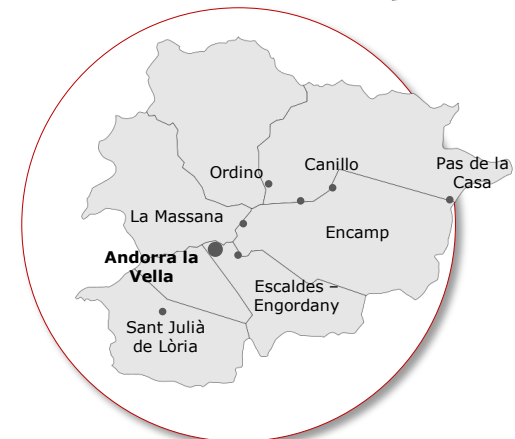 Ordino
Canillo
Pas de la
Casa
La Massana
Encamp
Andorra la
Vella
Escaldes –
Engordany
Sant Julià
de Lòria